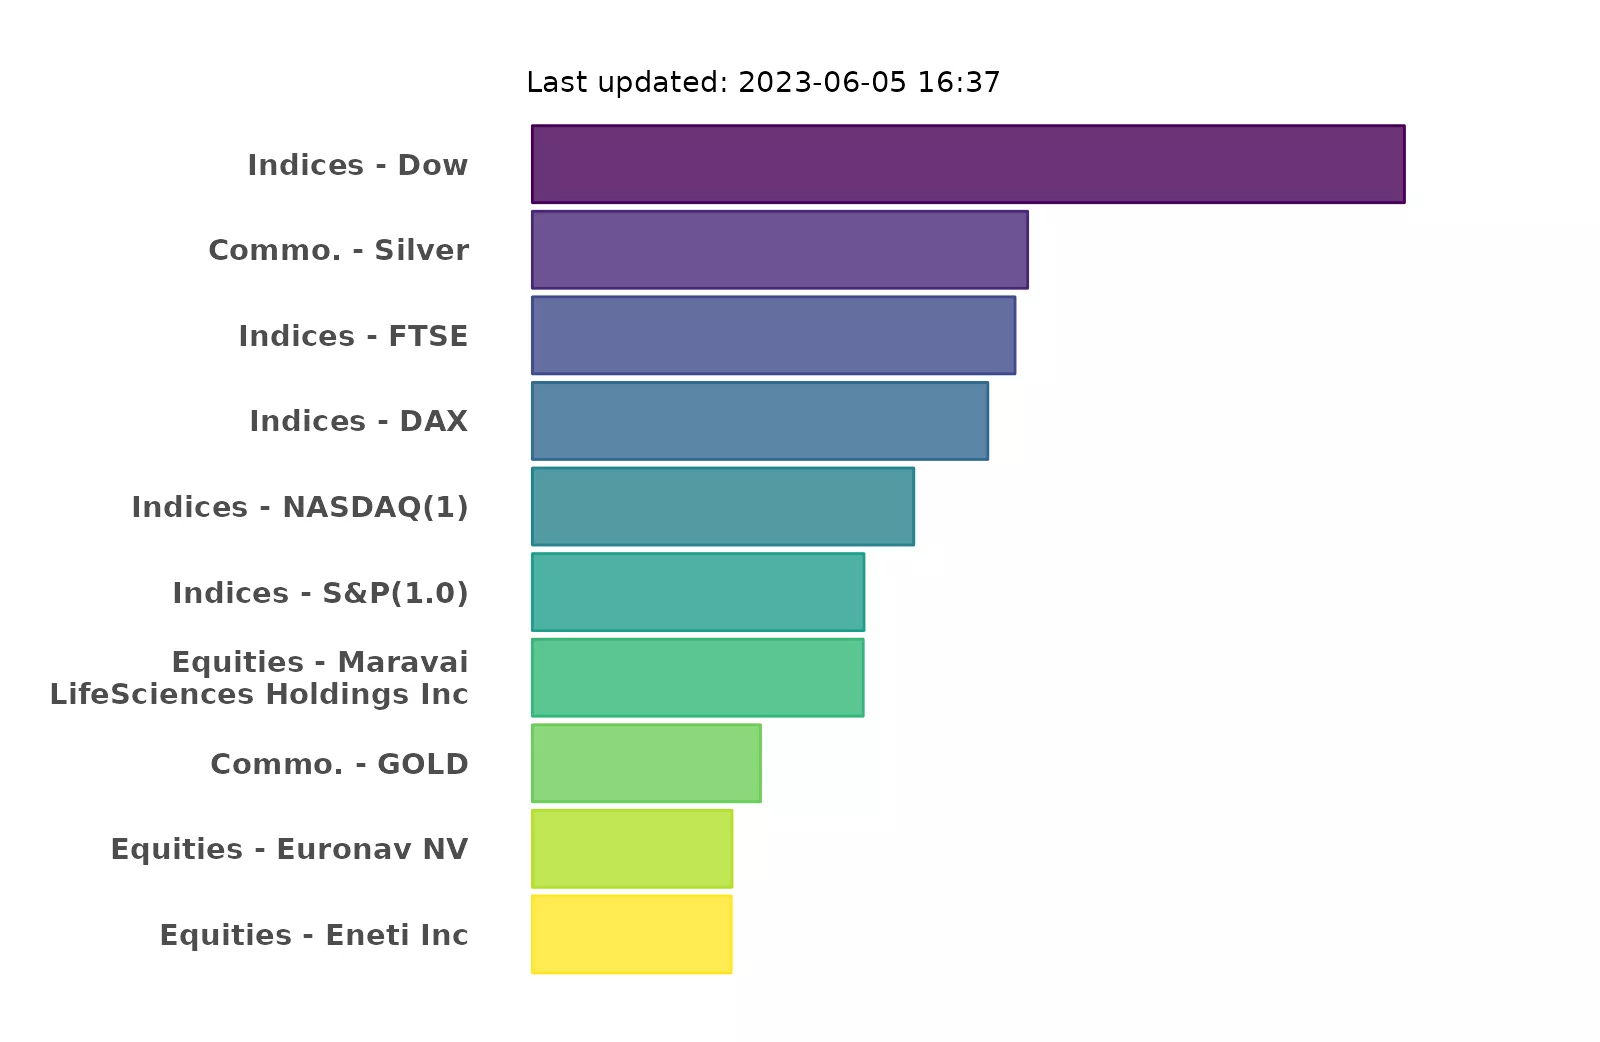 Last updated: 2023-06-05 16:37
Indices - Dow
Commo. - Silver
Indices - FTSE
Indices - DAX
Indices - NASDAQ(1)
Indices - S&P(1.0)
Equities - Maravai
LifeSciences Holdings Inc
Commo. - GOLD
Equities - Euronav NV
Equities - Eneti Inc